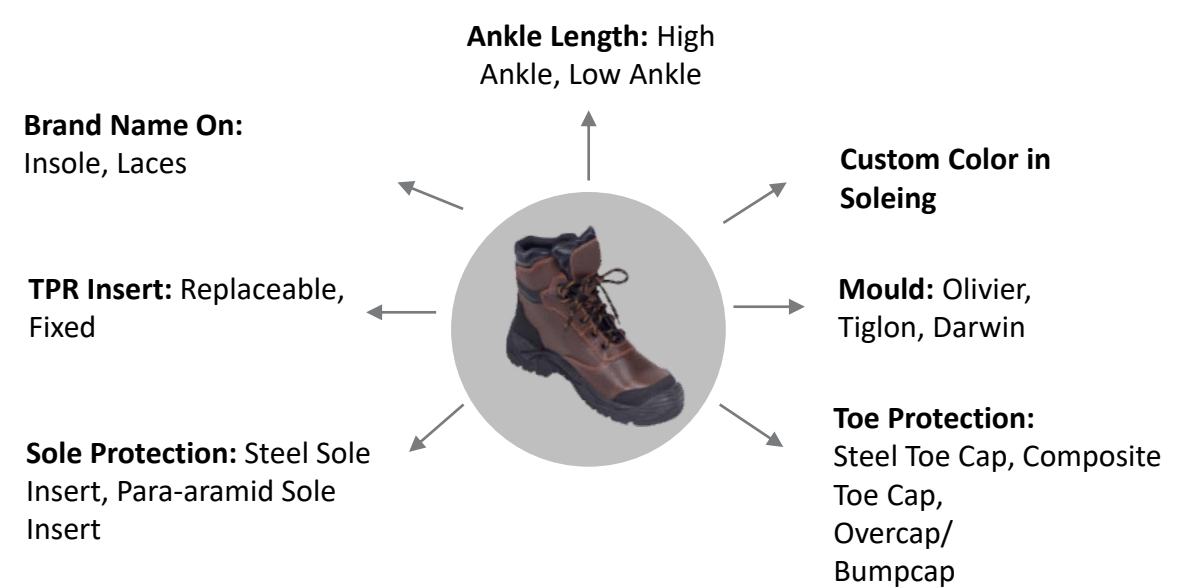 Ankle Length: High
Ankle, Low Ankle
Brand Name On:
Insole, Laces
Custom Color in
Soleing
TPR Insert: Replaceable,
Fixed
Mould: Olivier,
Tiglon, Darwin
Sole Protection: Steel Sole
Insert, Para-aramid Sole
Insert
Toe Protection:
Steel Toe Cap, Composite
Toe Cap,
Overcap/
Bumpcap